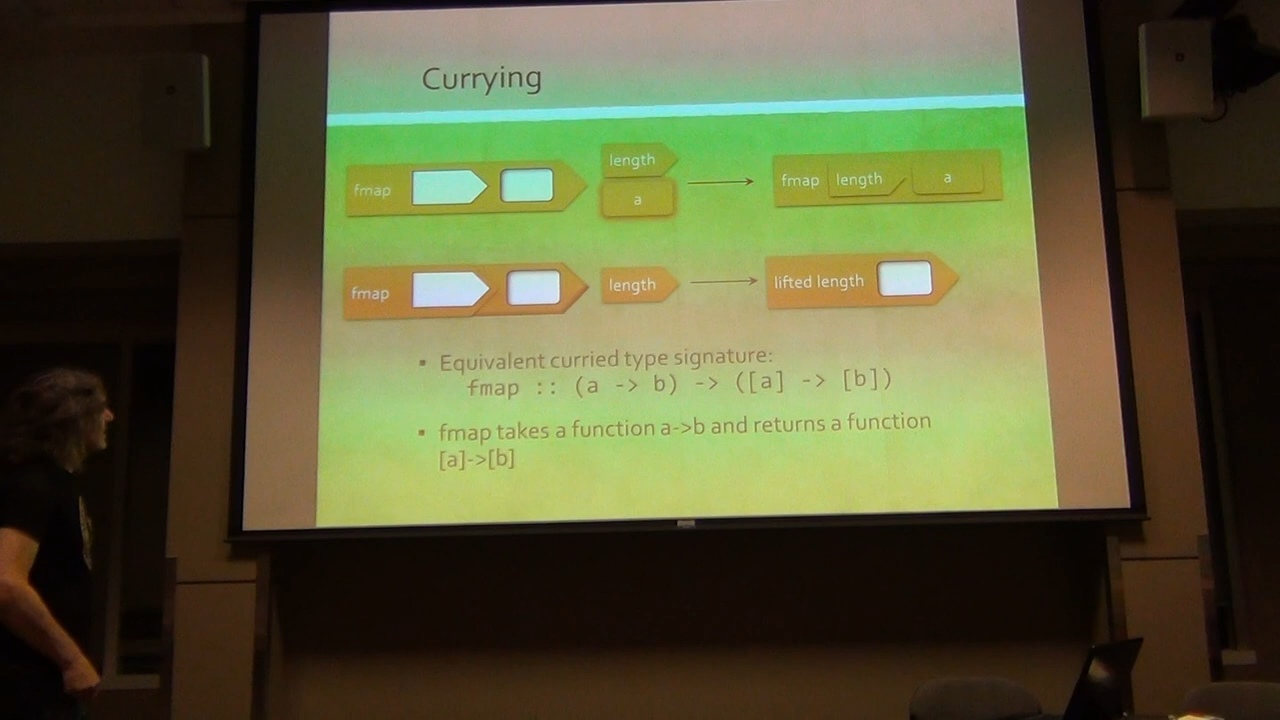 Currying
fmap length a fmap length a
fmap length lifted length
▪ Equivalent curried type signature:
fmap :: (a -> b) -> ([a] -> [b])
▪ fmap takes a function a->b and returns a function
[a]->[b]